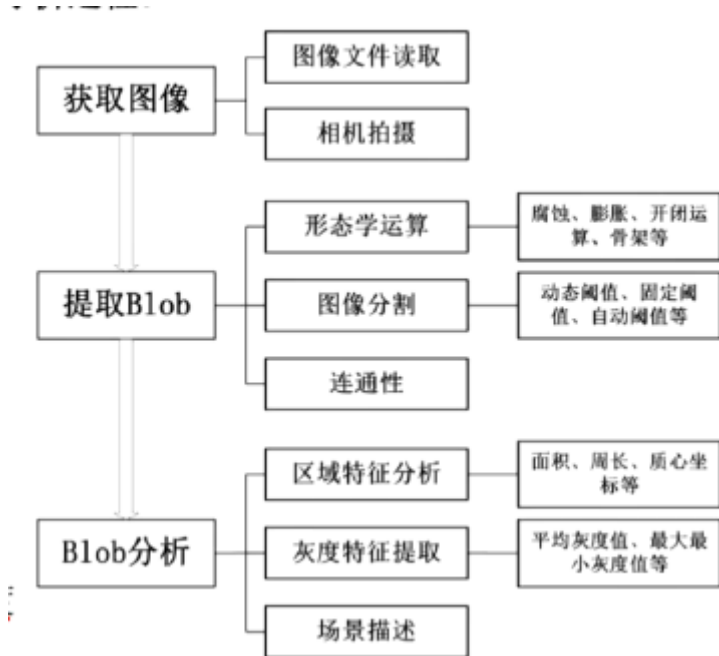 获取图像
图像文件读取
相机拍摄
提取Blob
形态学运算
腐蚀、膨胀、开闭运
算、骨架等
图像分割
动态阈值、固定阈
值、自动阈值等
连通性
Blob分析
区域特征分析
面积、周长、质心坐
标等
灰度特征提取
平均灰度值、最大最
小灰度值等
场景描述